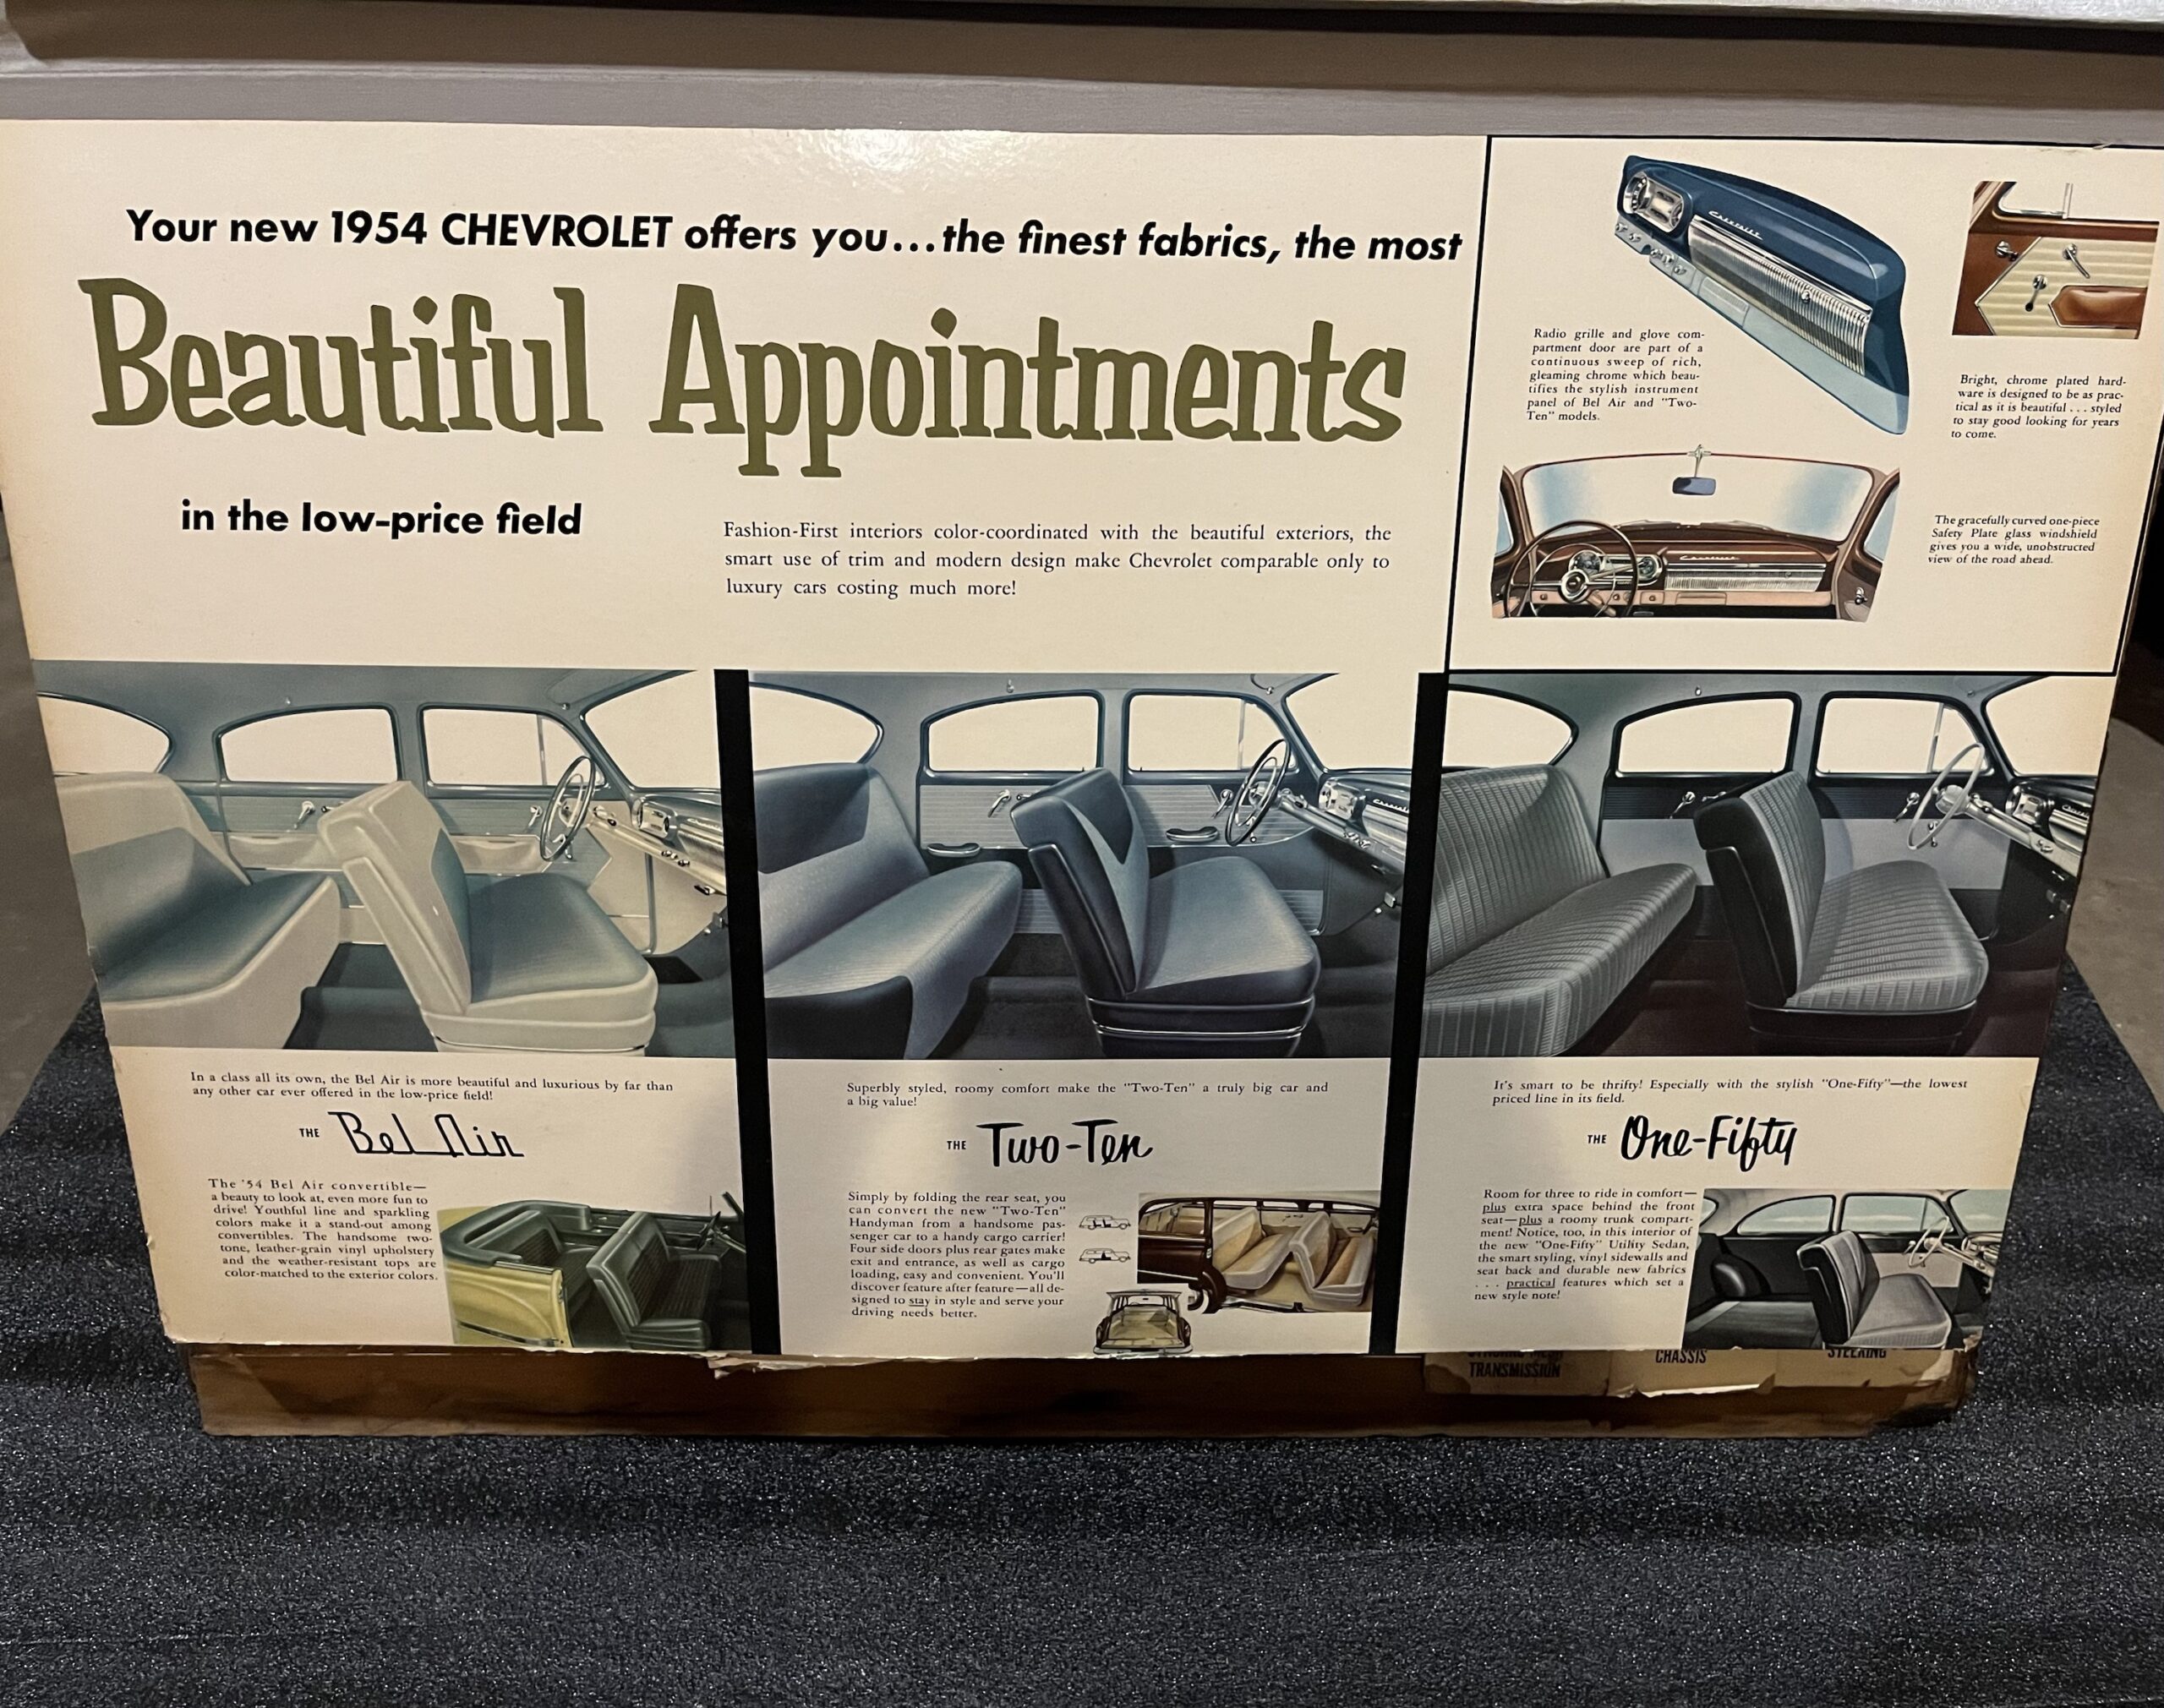 Your new 1954 CHEVROLET offers you...the finest fabrics, the most
Beautiful Appointments
in the low-price field
Fashion-First interiors color-coordinated with the beautiful exteriors, the
smart use of trim and modern design make Chevrolet comparable only to
luxury cars costing much more!
Chevrolet
Radio grille and glove com-
partment door are part of a
continuous sweep of rich,
gleaming chrome which beau-
tifies the stylish instrument
panel of Bel Air and "Two-
Ten" models.
Bright, chrome plated hard-
ware is designed to be as prac-
tical as it is beautiful . . . styled
to stay good looking for years
to come.
Chevrolet
The gracefully curved one-piece
Safety Plate glass windshield
gives you a wide, unobstructed
view of the road ahead.
In a class all its own, the Bel Air is more beautiful and luxurious by far than
any other car ever offered in the low-price field!
THE Bel Air
The '54 Bel Air convertible—
a beauty to look at, even more fun to
drive! Youthful line and sparkling
colors make it a stand-out among
convertibles. The handsome two-
tone, leather-grain vinyl upholstery
and the weather-resistant tops are
color-matched to the exterior colors.
Superbly styled, roomy comfort make the "Two-Ten" a truly big car and
a big value!
THE Two-Ten
Simply by folding the rear seat, you
can convert the new "Two-Ten"
Handyman from a handsome pas-
senger car to a handy cargo carrier!
Four side doors plus rear gates make
exit and entrance, as well as cargo
loading, easy and convenient. You'll
discover feature after feature—all de-
signed to stay in style and serve your
driving needs better.
It's smart to be thrifty! Especially with the stylish "One-Fifty"—the lowest
priced line in its field.
THE One-Fifty
Room for three to ride in comfort—
plus extra space behind the front
seat—plus a roomy trunk compart-
ment! Notice, too, in this interior of
the new "One-Fifty" Utility Sedan,
the smart styling, vinyl sidewalls and
seat back and durable new fabrics
. . . practical features which set a
new style note!
TRANSMISSION
CHASSIS
STEERING